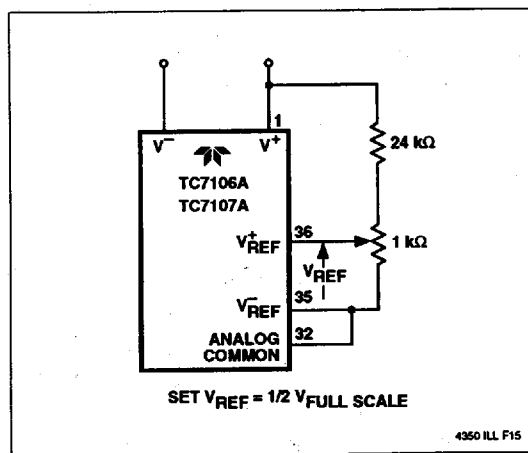 1
V− V+
24 kΩ
TC7106A
TC7107A
36
V+REF
1 kΩ
VREF
35
V−REF
32
ANALOG
COMMON
SET VREF = 1/2 VFULL SCALE
4350 ILL F15